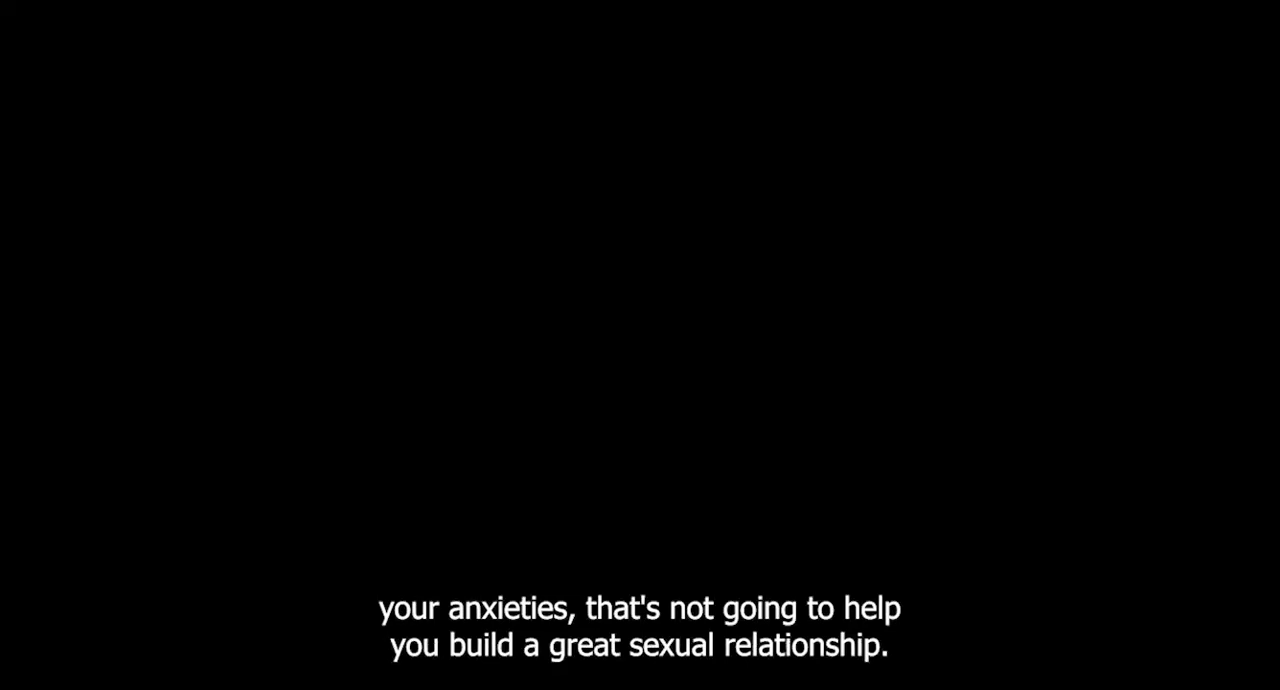 your anxieties, that's not going to help
you build a great sexual relationship.